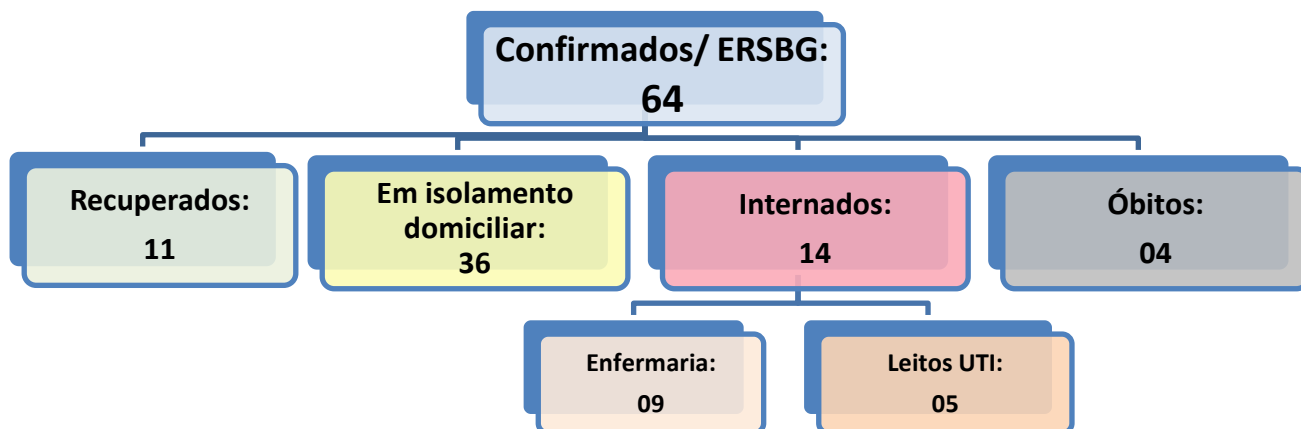 Confirmados/ ERSBG:
64
Recuperados:
11
Em isolamento
domiciliar:
36
Internados:
14
Óbitos:
04
Enfermaria:
09
Leitos UTI:
05